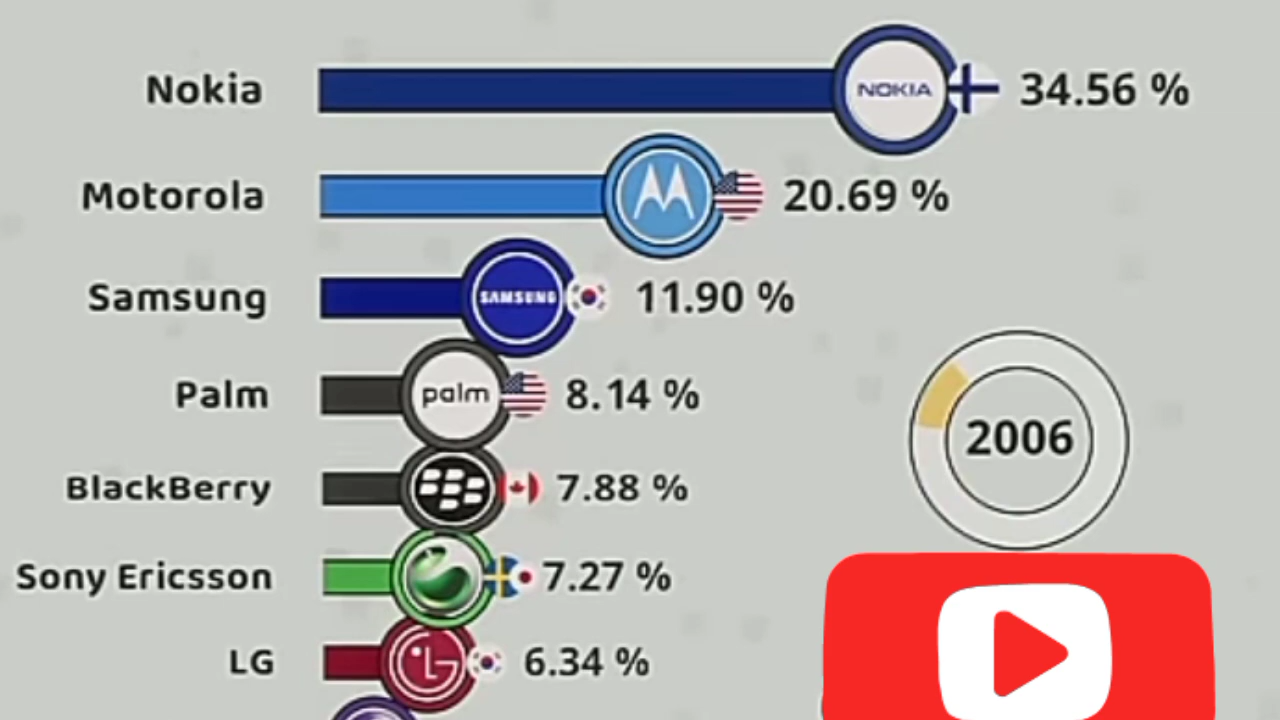 Nokia NOKIA 34.56 %
Motorola 20.69 %
Samsung SAMSUNG 11.90 %
Palm palm 8.14 %
BlackBerry 7.88 %
2006
Sony Ericsson 7.27 %
LG LG 6.34 %